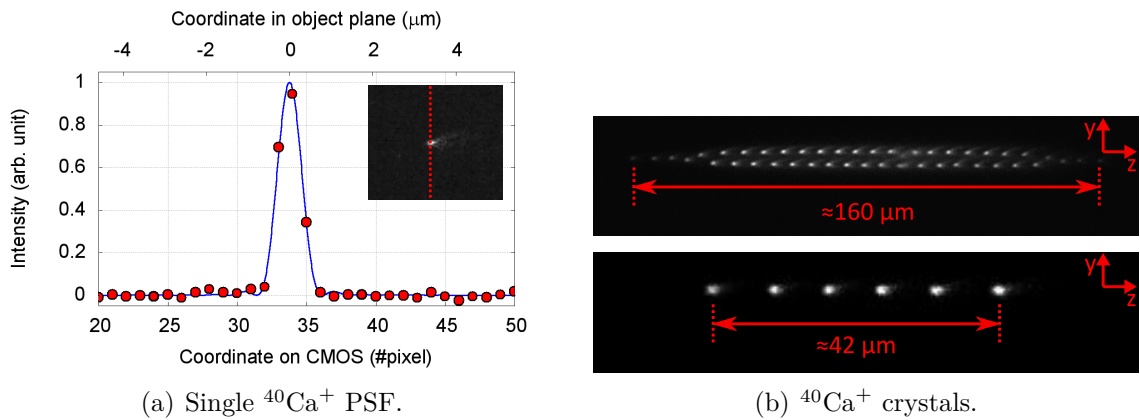 Coordinate in object plane (μm)
-4 -2 0 2 4
Intensity (arb. unit)
1
0.8
0.6
0.4
0.2
0
20 25 30 35 40 45 50
Coordinate on CMOS (#pixel)
(a) Single ⁴⁰Ca⁺ PSF.
y
z
≈160 μm
y
z
≈42 μm
(b) ⁴⁰Ca⁺ crystals.